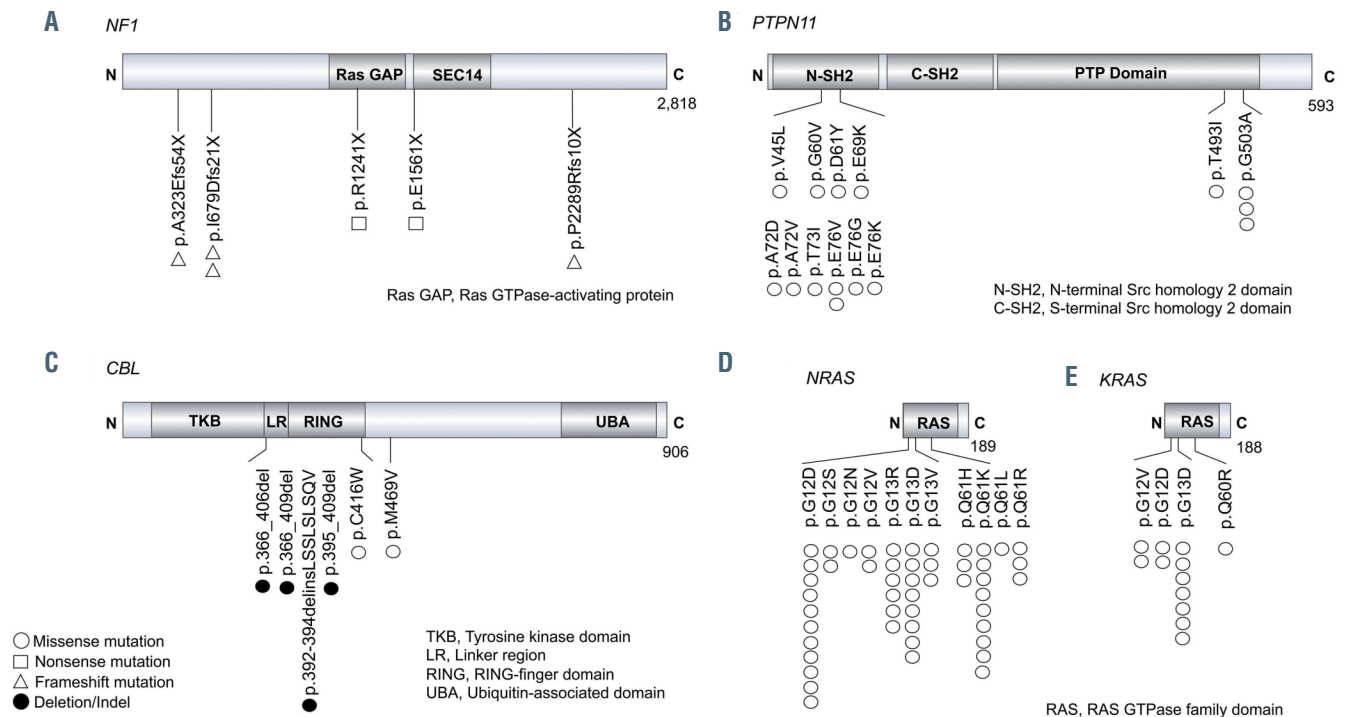 A NF1
N Ras GAP SEC14 C
2,818
p.A323Efs54X
p.I679Dfs21X
p.R1241X
p.E1561X
p.P2289Rfs10X
Ras GAP, Ras GTPase-activating protein
B PTPN11
N N-SH2 C-SH2 PTP Domain C
593
p.V45L
p.G60V
p.D61Y
p.E69K
p.T493I
p.G503A
p.A72D
p.A72V
p.T73I
p.E76V
p.E76G
p.E76K
N-SH2, N-terminal Src homology 2 domain
C-SH2, S-terminal Src homology 2 domain
C CBL
N TKB LR RING UBA C
906
p.366_406del
p.366_409del
p.392-394delinsLSSLSLSQV
p.395_409del
p.C416W
p.M469V
Missense mutation
Nonsense mutation
Frameshift mutation
Deletion/Indel
TKB, Tyrosine kinase domain
LR, Linker region
RING, RING-finger domain
UBA, Ubiquitin-associated domain
D NRAS
N RAS C
189
p.G12D
p.G12S
p.G12N
p.G12V
p.G13R
p.G13D
p.G13V
p.Q61H
p.Q61K
p.Q61L
p.Q61R
E KRAS
N RAS C
188
p.G12V
p.G12D
p.G13D
p.Q60R
RAS, RAS GTPase family domain